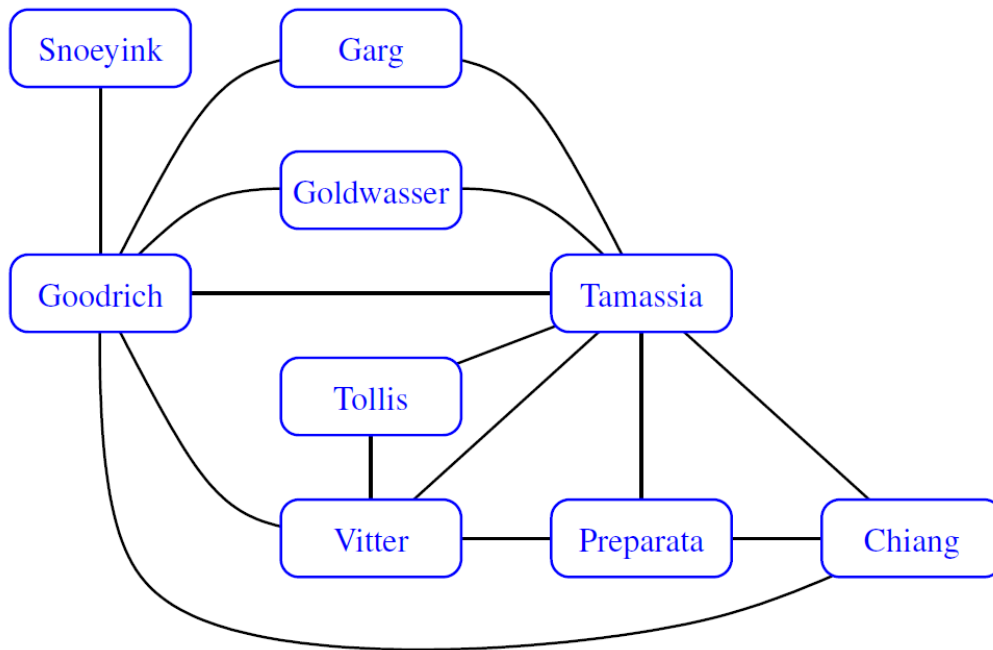 Snoeyink
Garg
Goldwasser
Goodrich
Tamassia
Tollis
Vitter
Preparata
Chiang